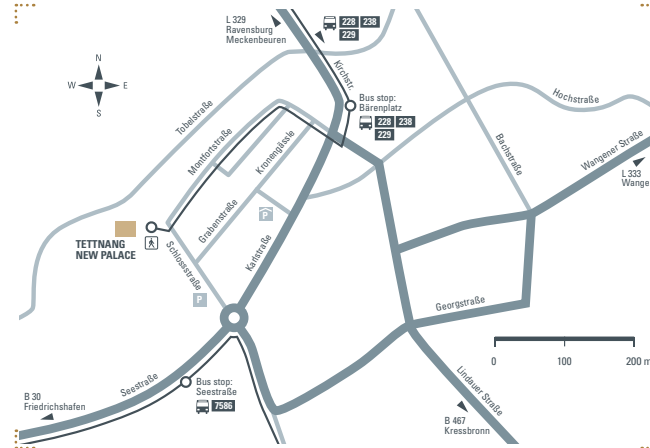 L 329
Ravensburg
Meckenbeuren
228 238
229
Kirchstr.
N
W E
S
Bus stop:
Bärenplatz
228 238
229
Hochstraße
Tobelstraße
Montfortstraße
Kronengässle
Bachstraße
Wangener Straße
L 333
Wange
P
Grabenstraße
TETTNANG
NEW PALACE
Schlossstraße
Karlstraße
P
Georgstraße
0 100 200 m
Seestraße
Bus stop:
Seestraße
7586
Lindauer Straße
B 30
Friedrichshafen
B 467
Kressbronn